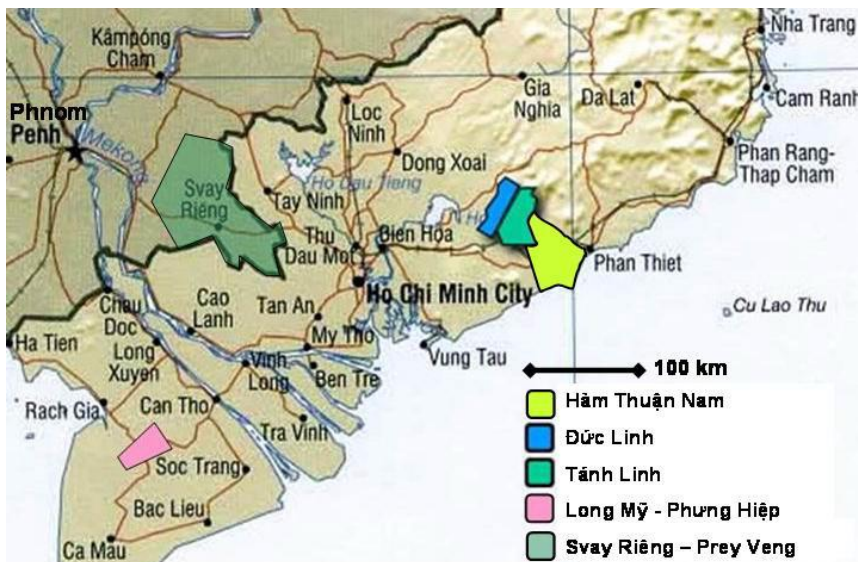 Kâmpóng
Cham
Phnom
Penh
Mekong
Svay
Riêng
Loc
Ninh
Dong Xoai
Ho Dau Tieng
Tay Ninh
Thu
Dau Mot
Bien Hoa
Ho Chi Minh City
Gia
Nghia
Da Lat
Nha Trang
Cam Ranh
Phan Rang-
Thap Cham
Phan Thiet
Cu Lao Thu
Chau
Doc
Cao
Lanh
Tan An
My Tho
Ha Tien
Long
Xuyen
Vinh
Long
Ben Tre
Vung Tau
Rach Gia
Can Tho
Tra Vinh
Soc Trang
Bac Lieu
Ca Mau
100 km
Hàm Thuận Nam
Đức Linh
Tánh Linh
Long Mỹ - Phụng Hiệp
Svay Riêng – Prey Veng